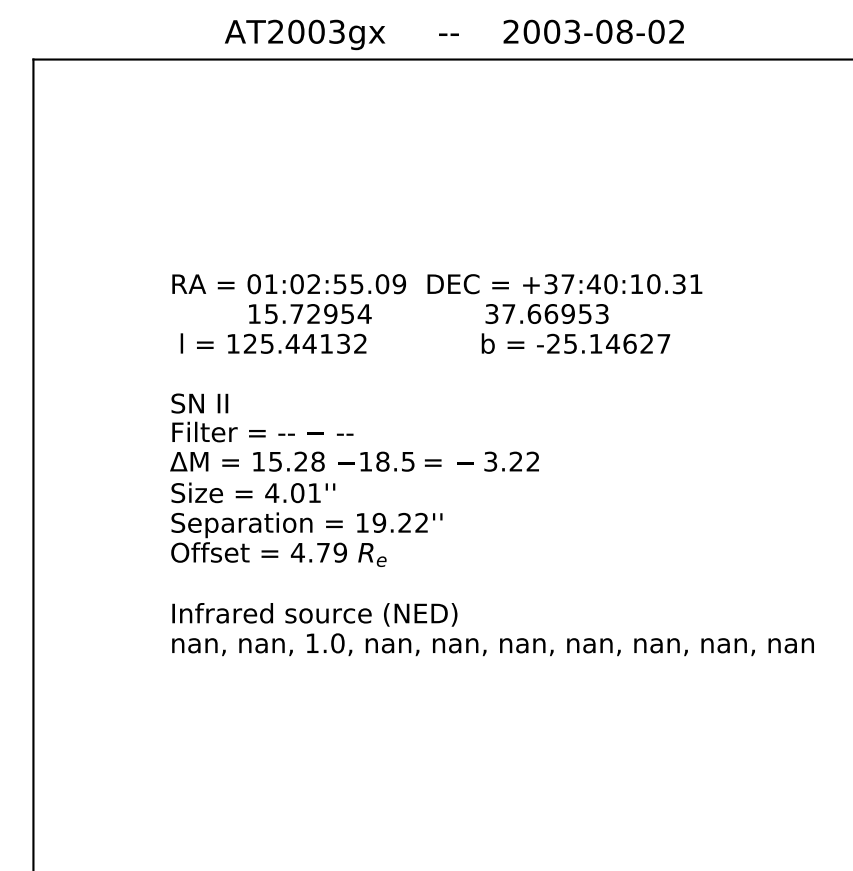 AT2003gx -- 2003-08-02
RA = 01:02:55.09 DEC = +37:40:10.31
15.72954 37.66953
l = 125.44132 b = -25.14627
SN II
Filter = -- − --
ΔM = 15.28 −18.5 = − 3.22
Size = 4.01''
Separation = 19.22''
Offset = 4.79 Re
Infrared source (NED)
nan, nan, 1.0, nan, nan, nan, nan, nan, nan, nan